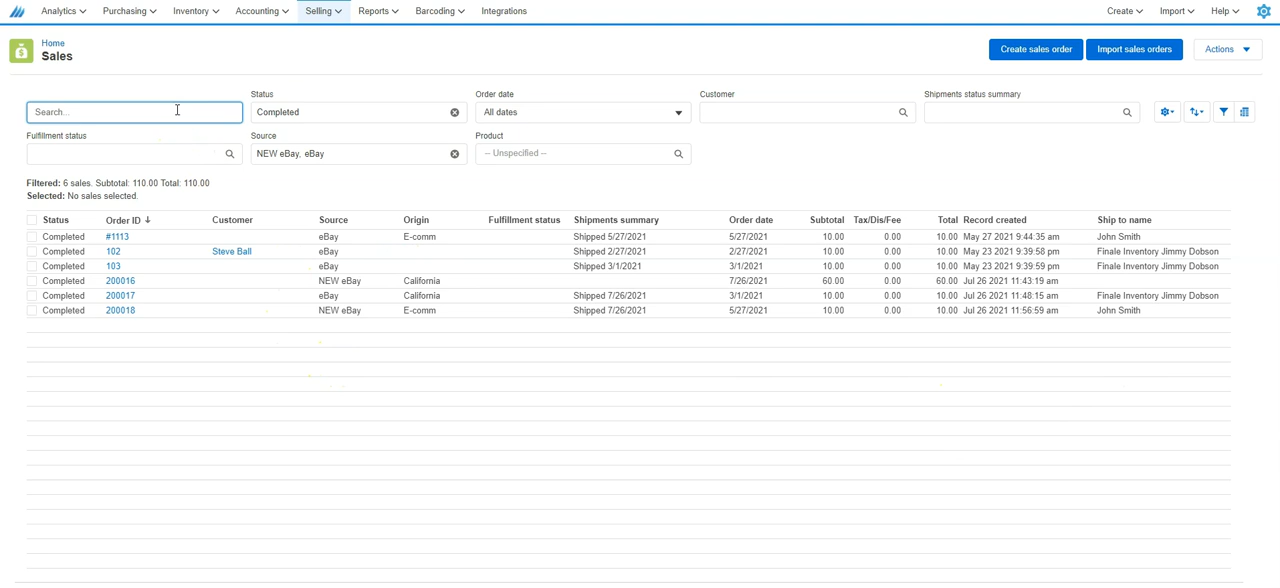 Analytics Purchasing Inventory Accounting Selling Reports Barcoding Integrations Create Import Help
Home
Sales
Create sales order Import sales orders Actions
Status Order date Customer Shipments status summary
Search... Completed All dates
Fulfillment status Source Product
NEW eBay, eBay -- Unspecified --
Filtered: 6 sales. Subtotal: 110.00 Total: 110.00
Selected: No sales selected.
Status Order ID Customer Source Origin Fulfillment status Shipments summary Order date Subtotal Tax/Dis/Fee Total Record created Ship to name
Completed #1113 eBay E-comm Shipped 5/27/2021 5/27/2021 10.00 0.00 10.00 May 27 2021 9:44:35 am John Smith
Completed 102 Steve Ball eBay Shipped 2/27/2021 2/27/2021 10.00 0.00 10.00 May 23 2021 9:39:58 pm Finale Inventory Jimmy Dobson
Completed 103 eBay Shipped 3/1/2021 3/1/2021 10.00 0.00 10.00 May 23 2021 9:39:59 pm Finale Inventory Jimmy Dobson
Completed 200016 NEW eBay California 7/26/2021 60.00 0.00 60.00 Jul 26 2021 11:43:19 am
Completed 200017 eBay California Shipped 7/26/2021 3/1/2021 10.00 0.00 10.00 Jul 26 2021 11:48:15 am Finale Inventory Jimmy Dobson
Completed 200018 NEW eBay E-comm Shipped 7/26/2021 5/27/2021 10.00 0.00 10.00 Jul 26 2021 11:56:59 am John Smith